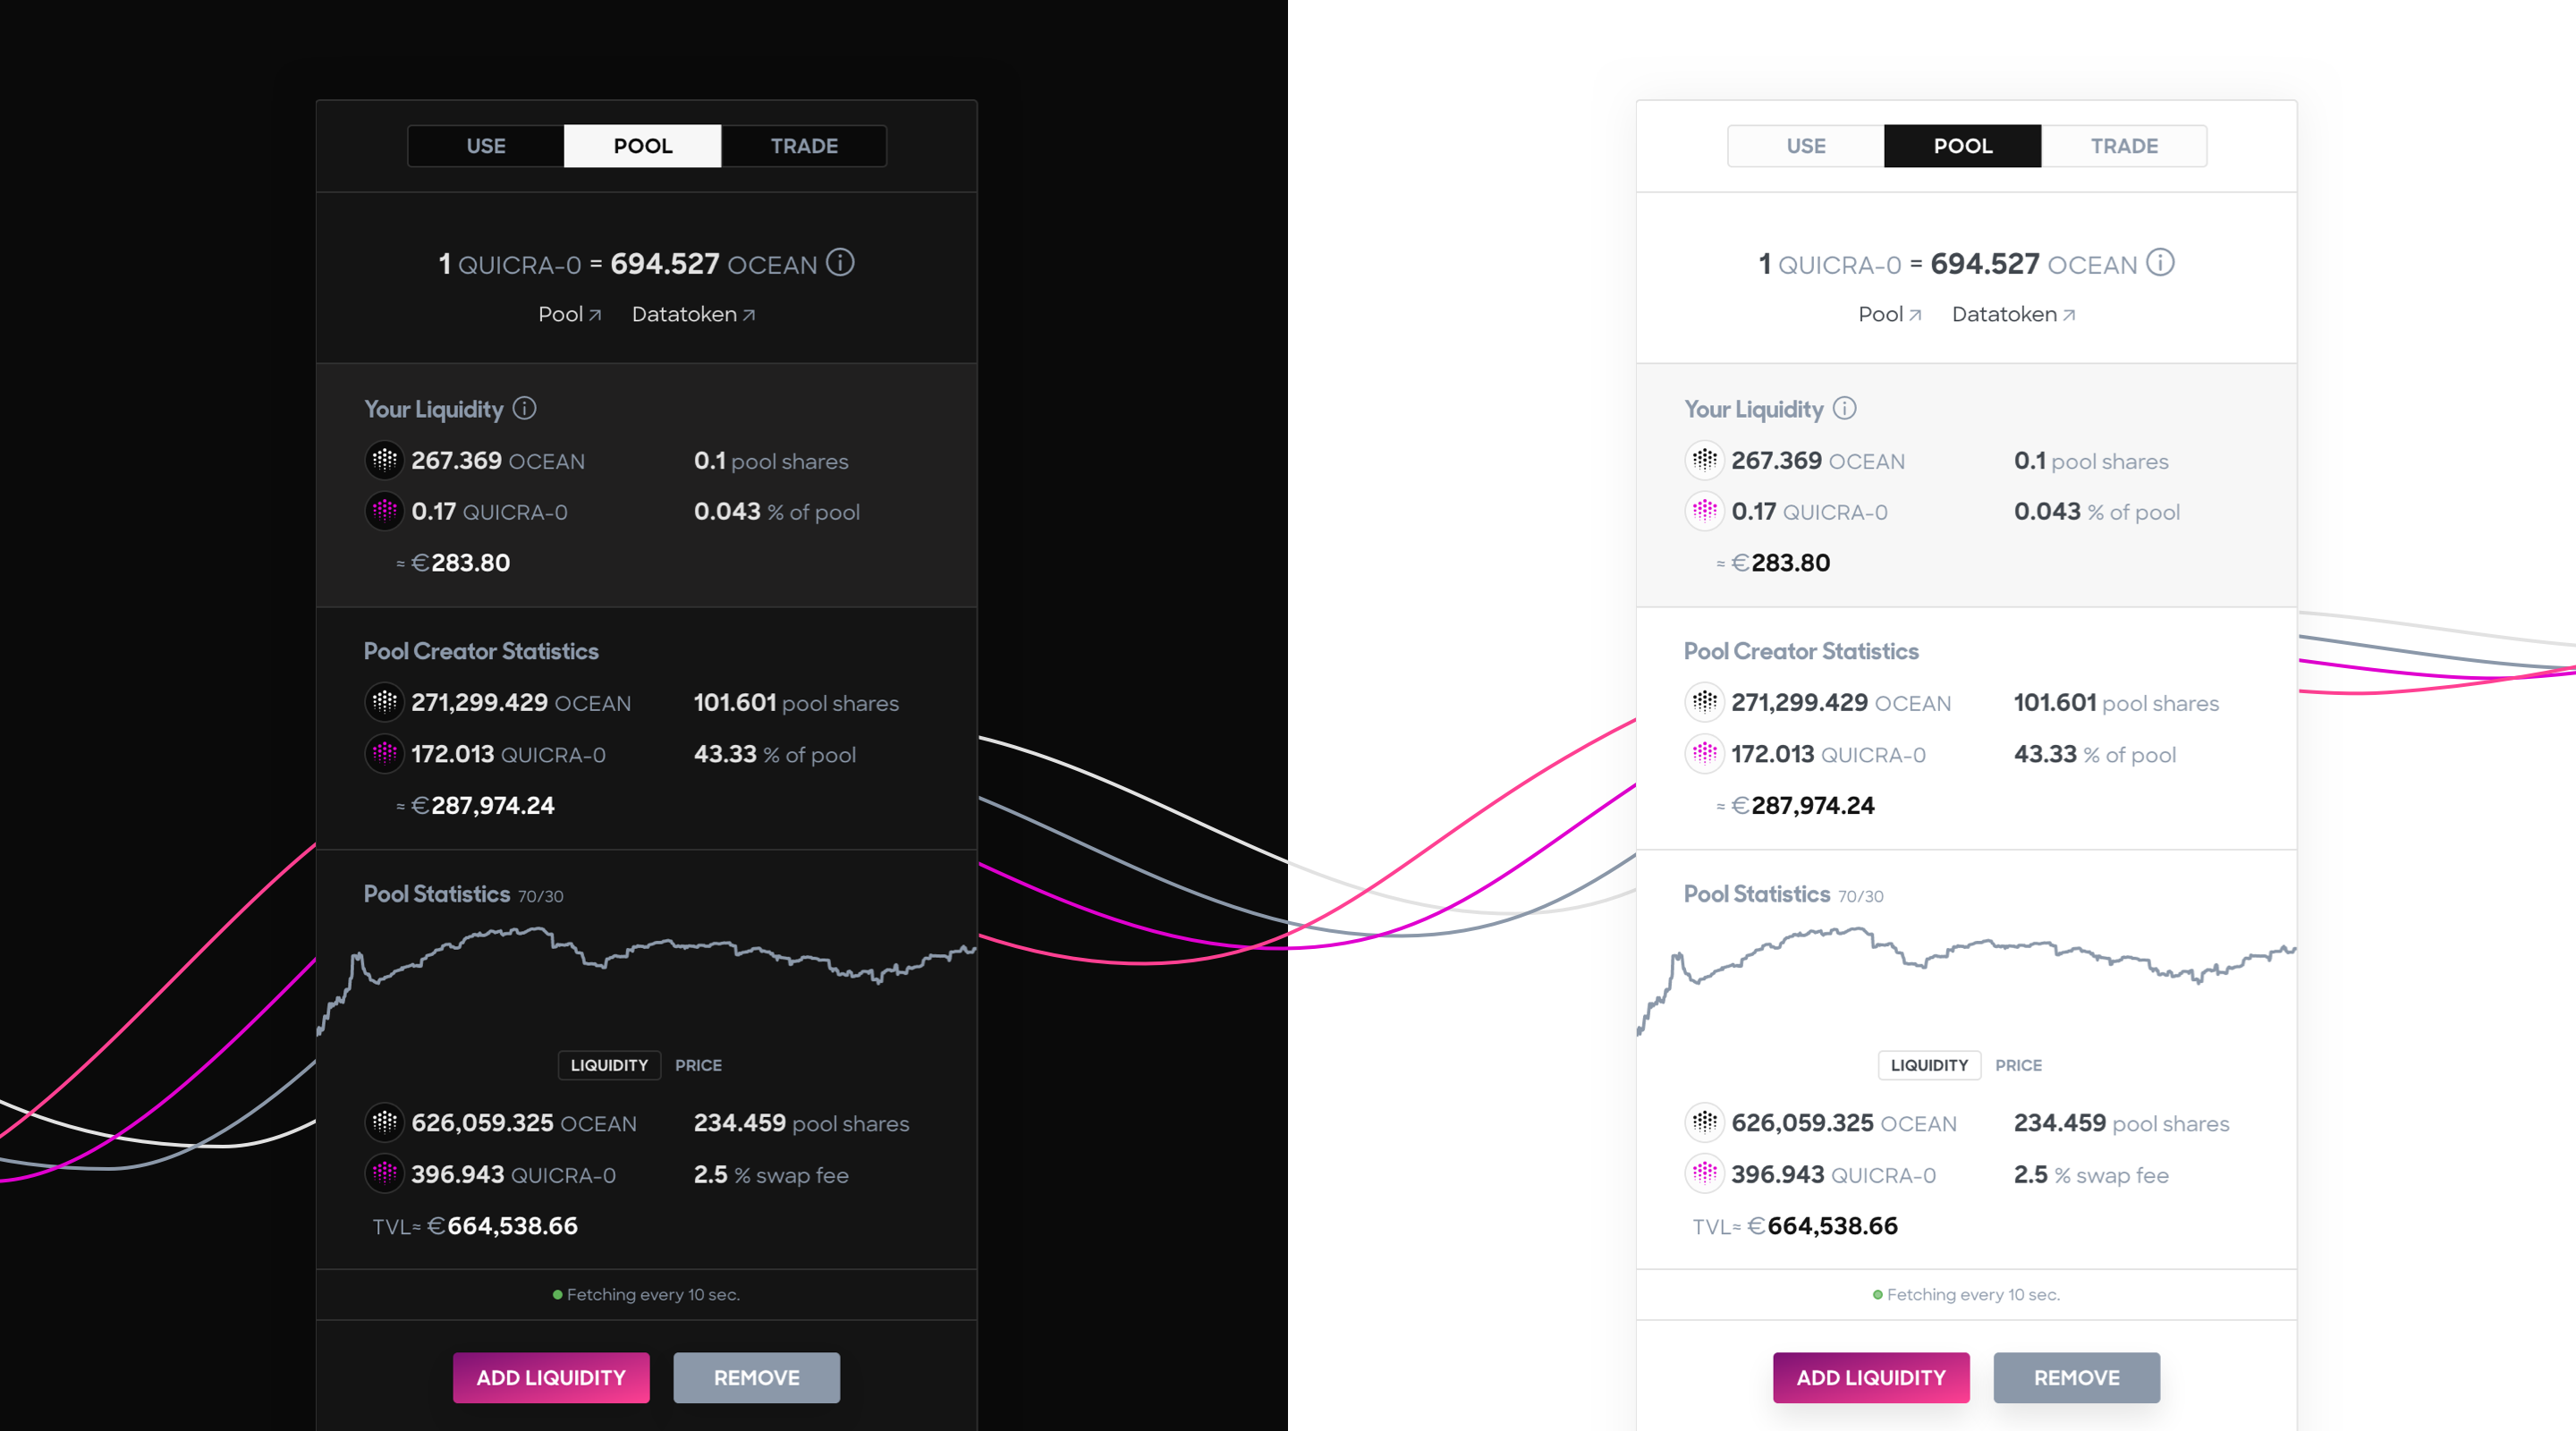 USE POOL TRADE
1 QUICRA-0 = 694.527 OCEAN
Pool Datatoken
Your Liquidity
267.369 OCEAN 0.1 pool shares
0.17 QUICRA-0 0.043 % of pool
≈ €283.80
Pool Creator Statistics
271,299.429 OCEAN 101.601 pool shares
172.013 QUICRA-0 43.33 % of pool
≈ €287,974.24
Pool Statistics 70/30
LIQUIDITY PRICE
626,059.325 OCEAN 234.459 pool shares
396.943 QUICRA-0 2.5 % swap fee
TVL≈ €664,538.66
Fetching every 10 sec.
ADD LIQUIDITY REMOVE
USE POOL TRADE
1 QUICRA-0 = 694.527 OCEAN
Pool Datatoken
Your Liquidity
267.369 OCEAN 0.1 pool shares
0.17 QUICRA-0 0.043 % of pool
≈ €283.80
Pool Creator Statistics
271,299.429 OCEAN 101.601 pool shares
172.013 QUICRA-0 43.33 % of pool
≈ €287,974.24
Pool Statistics 70/30
LIQUIDITY PRICE
626,059.325 OCEAN 234.459 pool shares
396.943 QUICRA-0 2.5 % swap fee
TVL≈ €664,538.66
Fetching every 10 sec.
ADD LIQUIDITY REMOVE